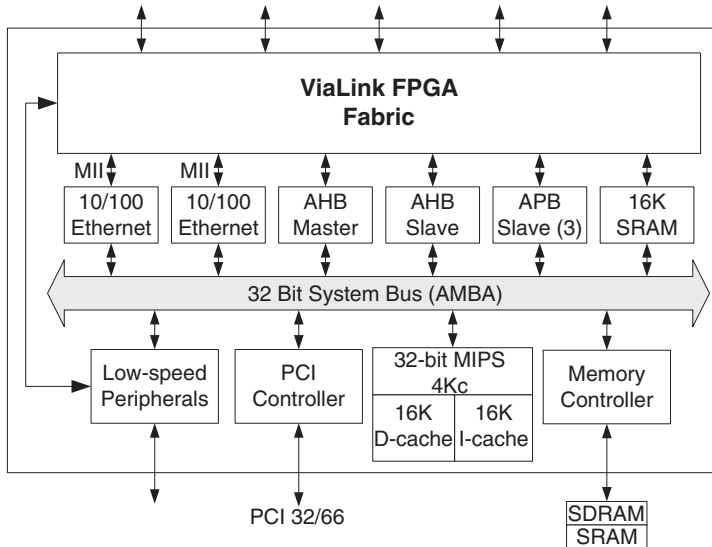 ViaLink FPGA
Fabric
MII
MII
10/100
Ethernet
10/100
Ethernet
AHB
Master
AHB
Slave
APB
Slave (3)
16K
SRAM
32 Bit System Bus (AMBA)
Low-speed
Peripherals
PCI
Controller
32-bit MIPS
4Kc
16K
D-cache
16K
I-cache
Memory
Controller
PCI 32/66
SDRAM
SRAM